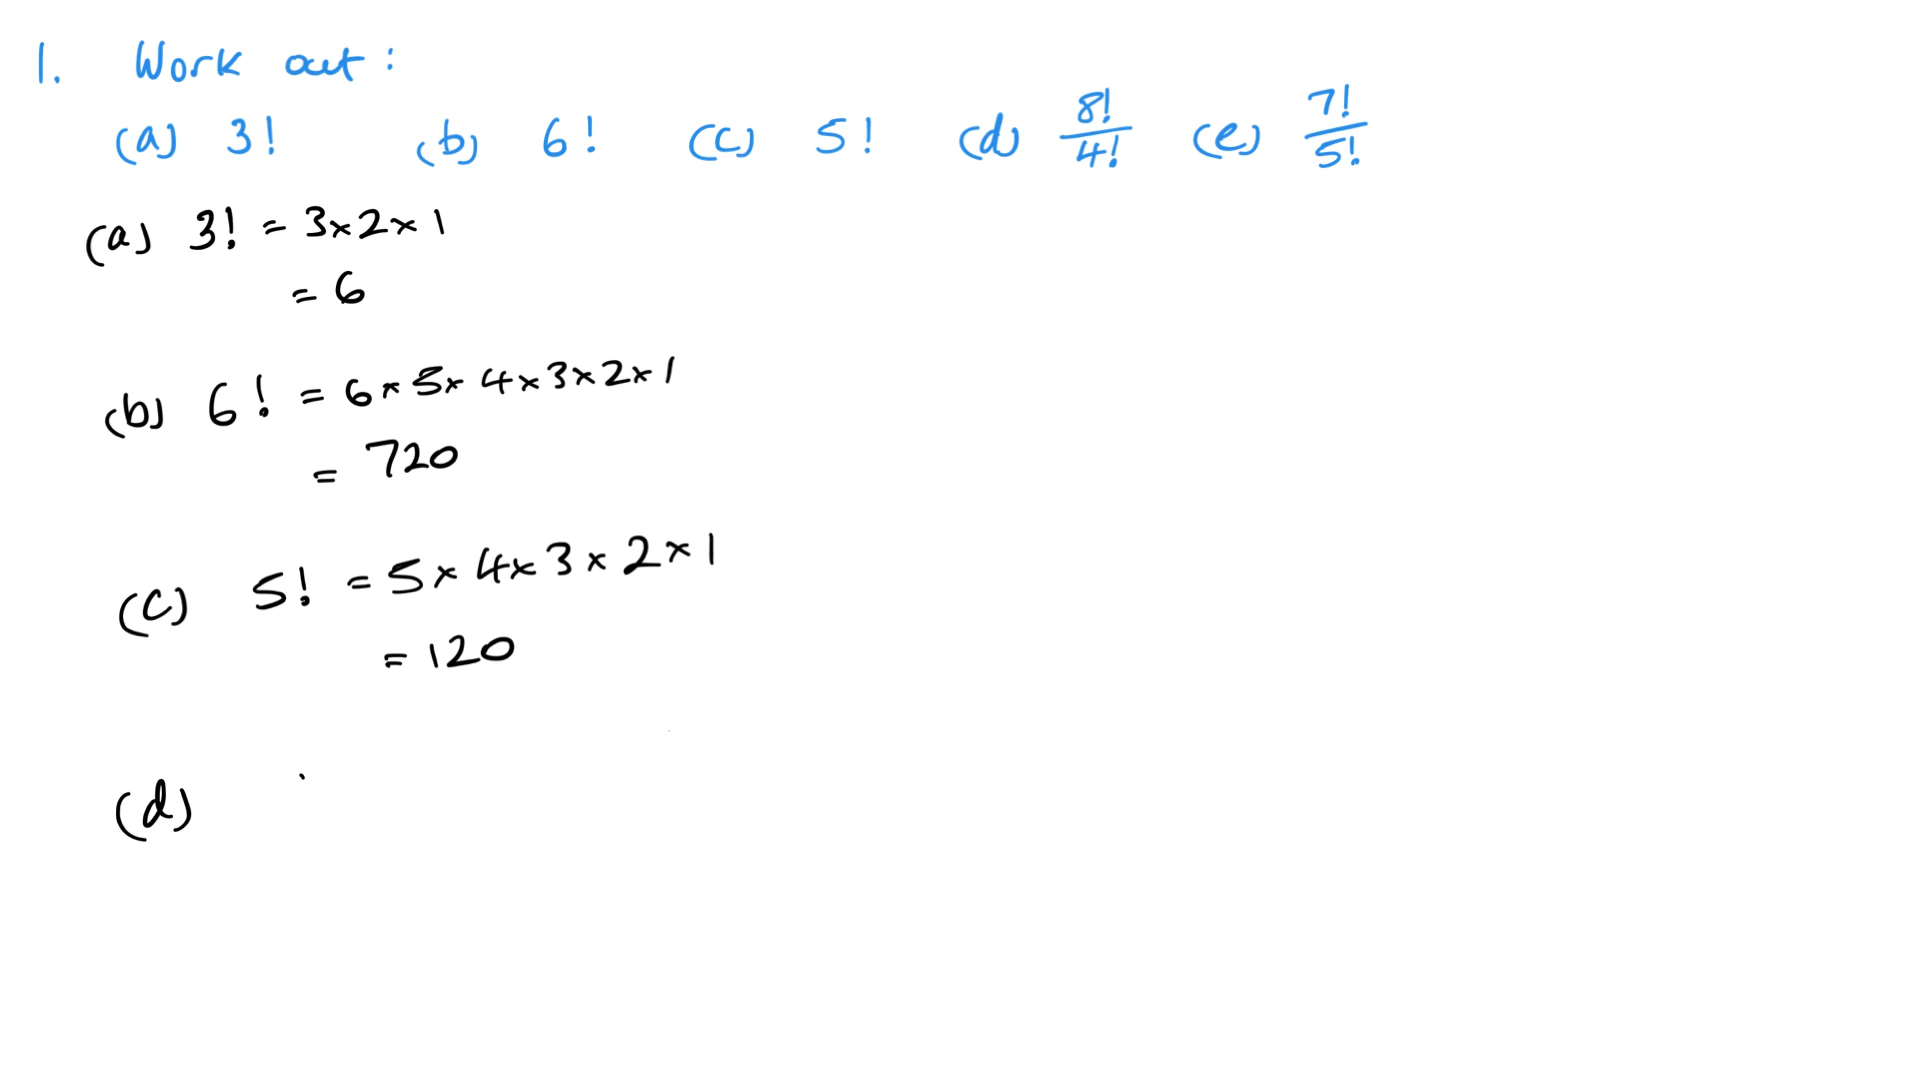 1. Work out:
(a) 3! (b) 6! (c) 5! (d) 8!/4! (e) 7!/5!
(a) 3! = 3×2×1
= 6
(b) 6! = 6×5×4×3×2×1
= 720
(c) 5! = 5×4×3×2×1
= 120
(d)